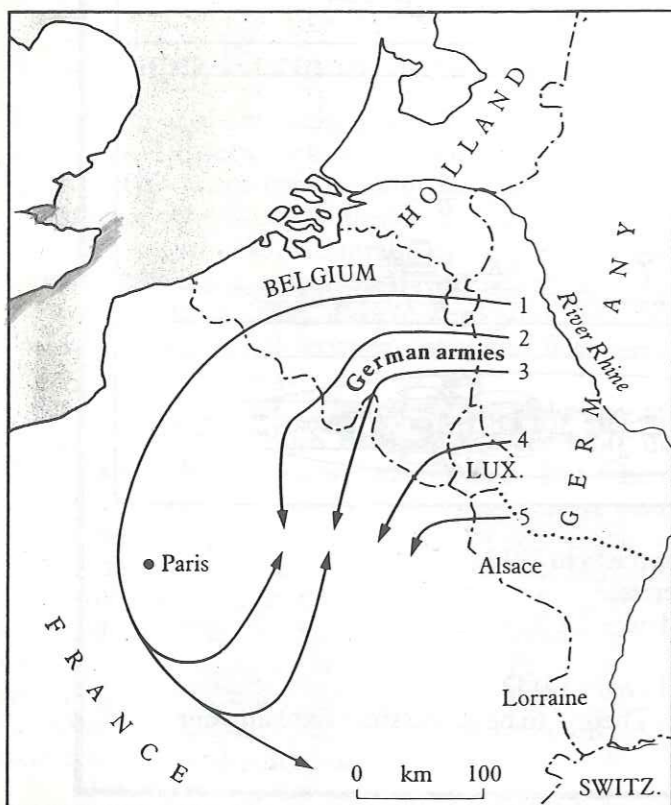 HOLLAND
BELGIUM
1
2
German armies
3
River Rhine
GERMANY
4
LUX.
5
Paris
Alsace
FRANCE
Lorraine
0 km 100
SWITZ.